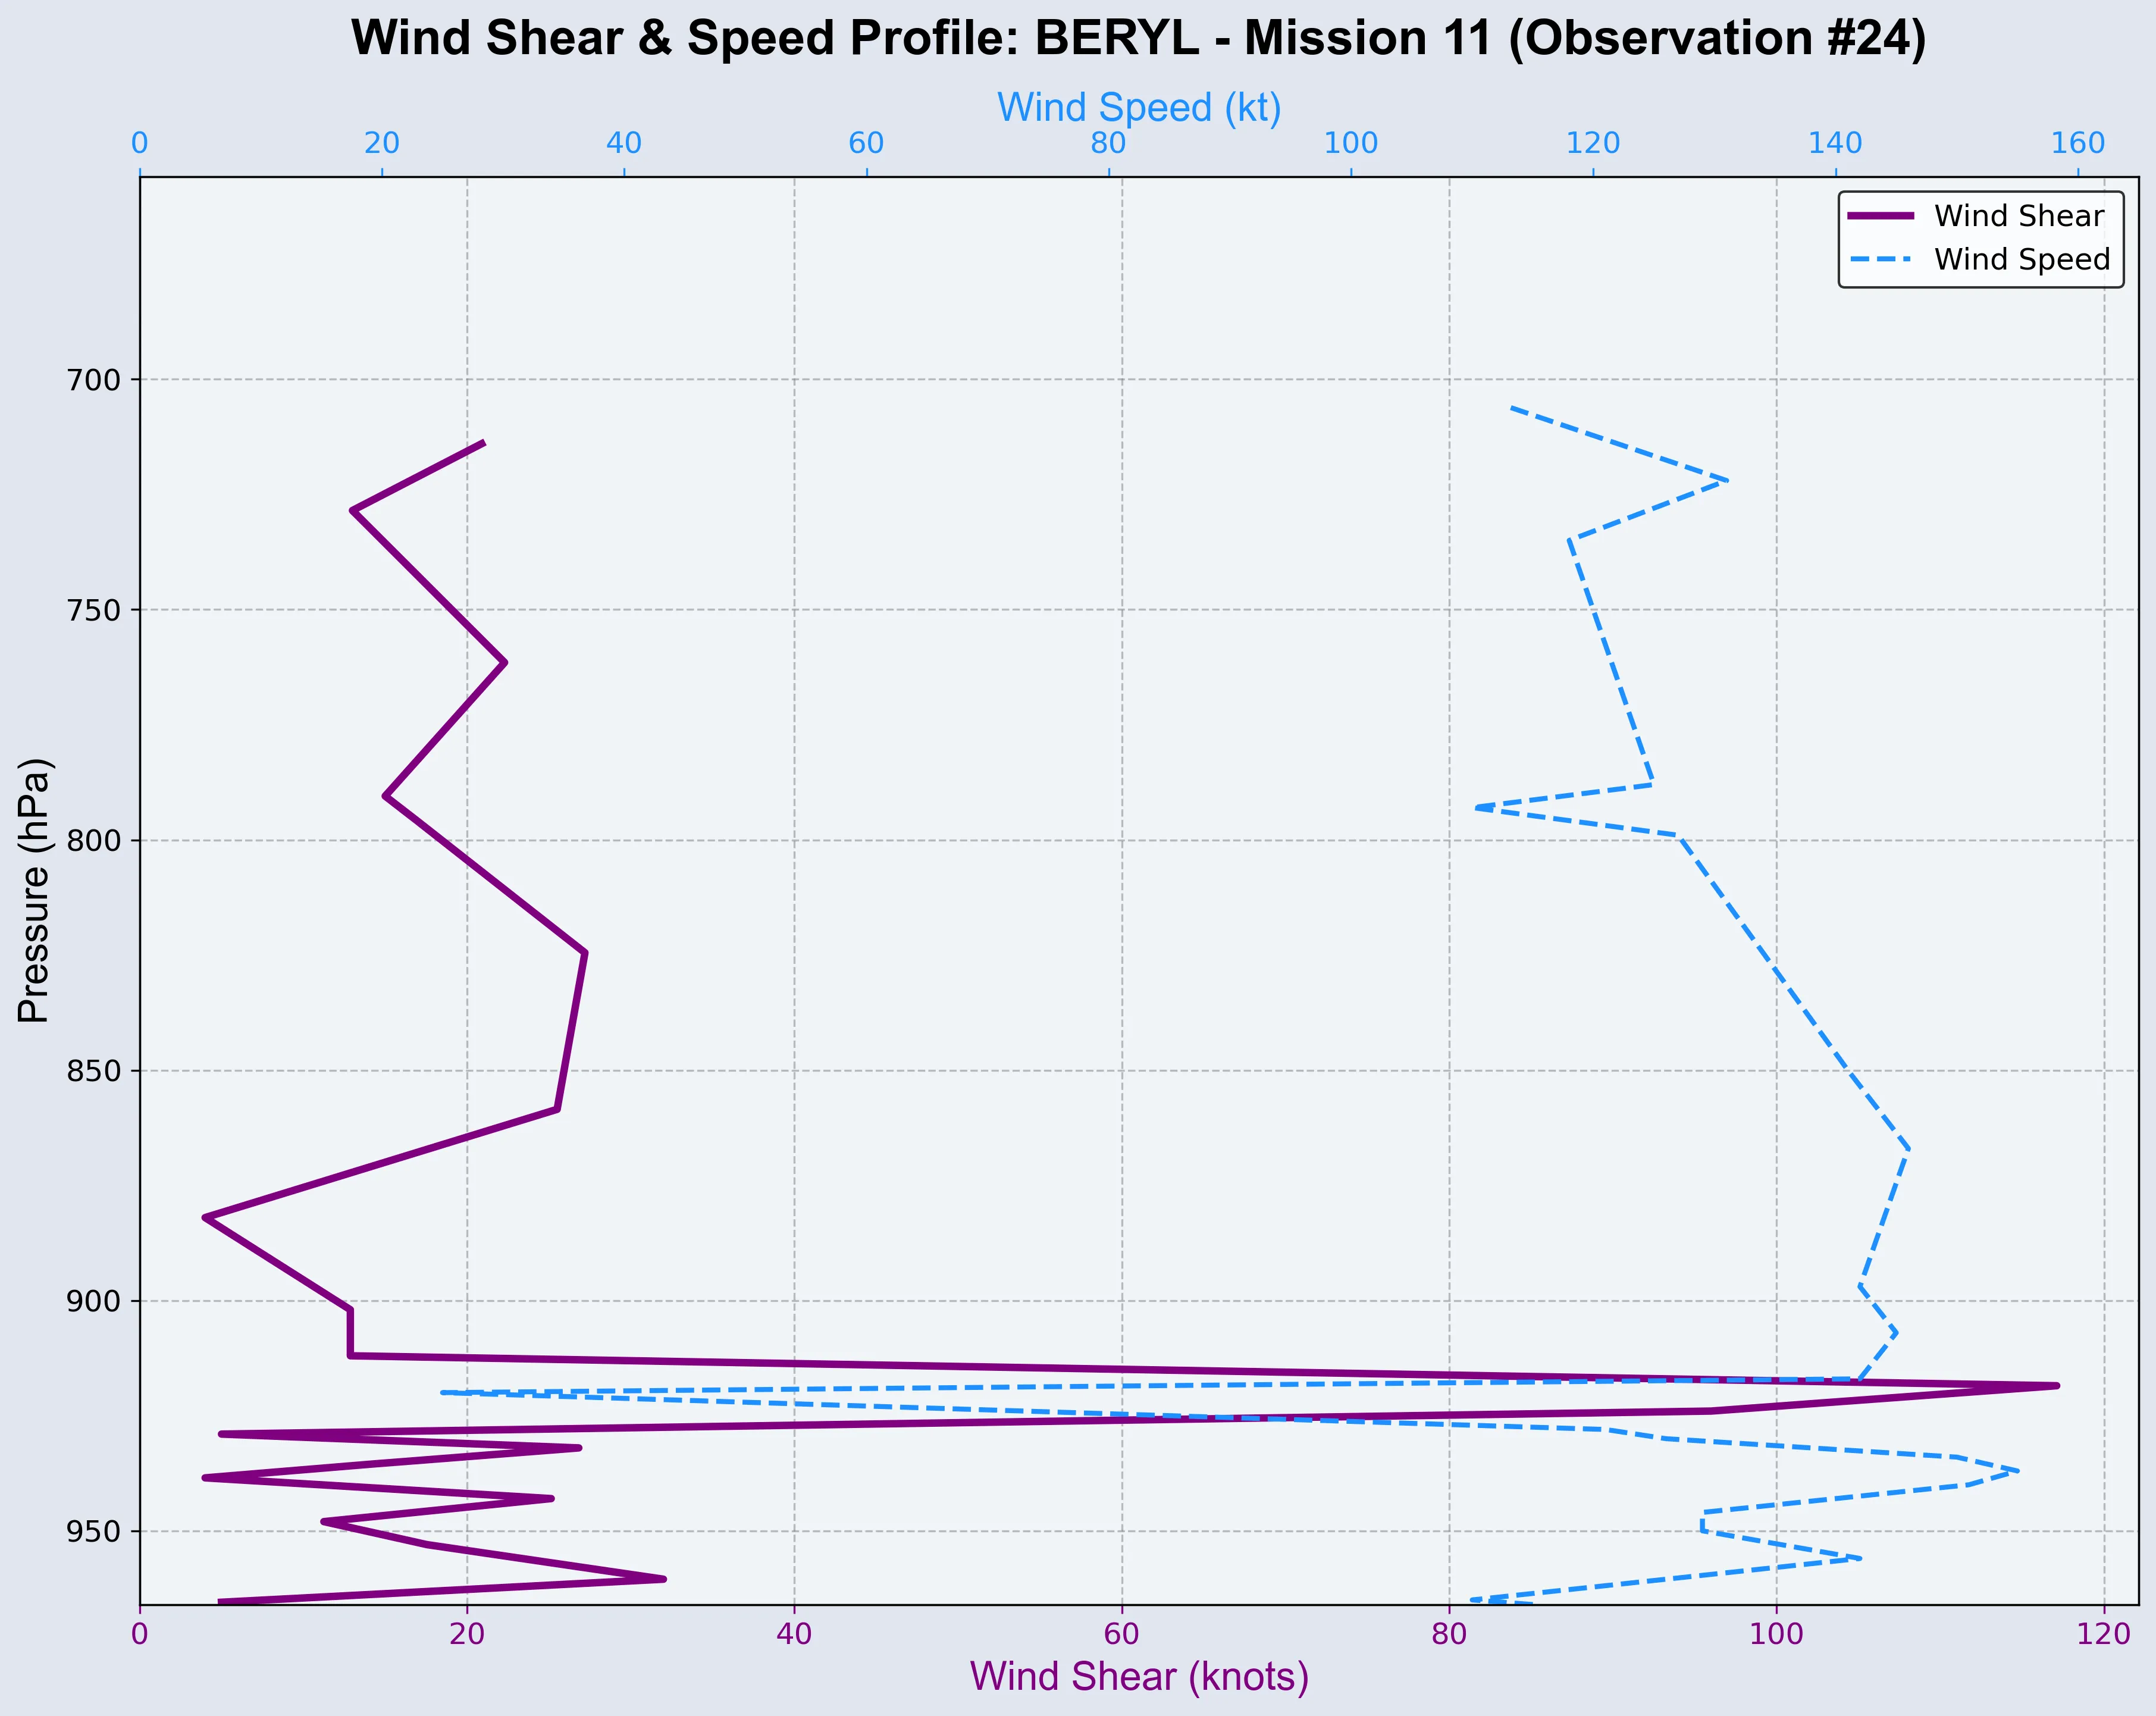 Wind Shear & Speed Profile: BERYL - Mission 11 (Observation #24)
Wind Speed (kt)
0 20 40 60 80 100 120 140 160
Wind Shear
Wind Speed
700
750
800
850
900
950
Pressure (hPa)
0 20 40 60 80 100 120
Wind Shear (knots)